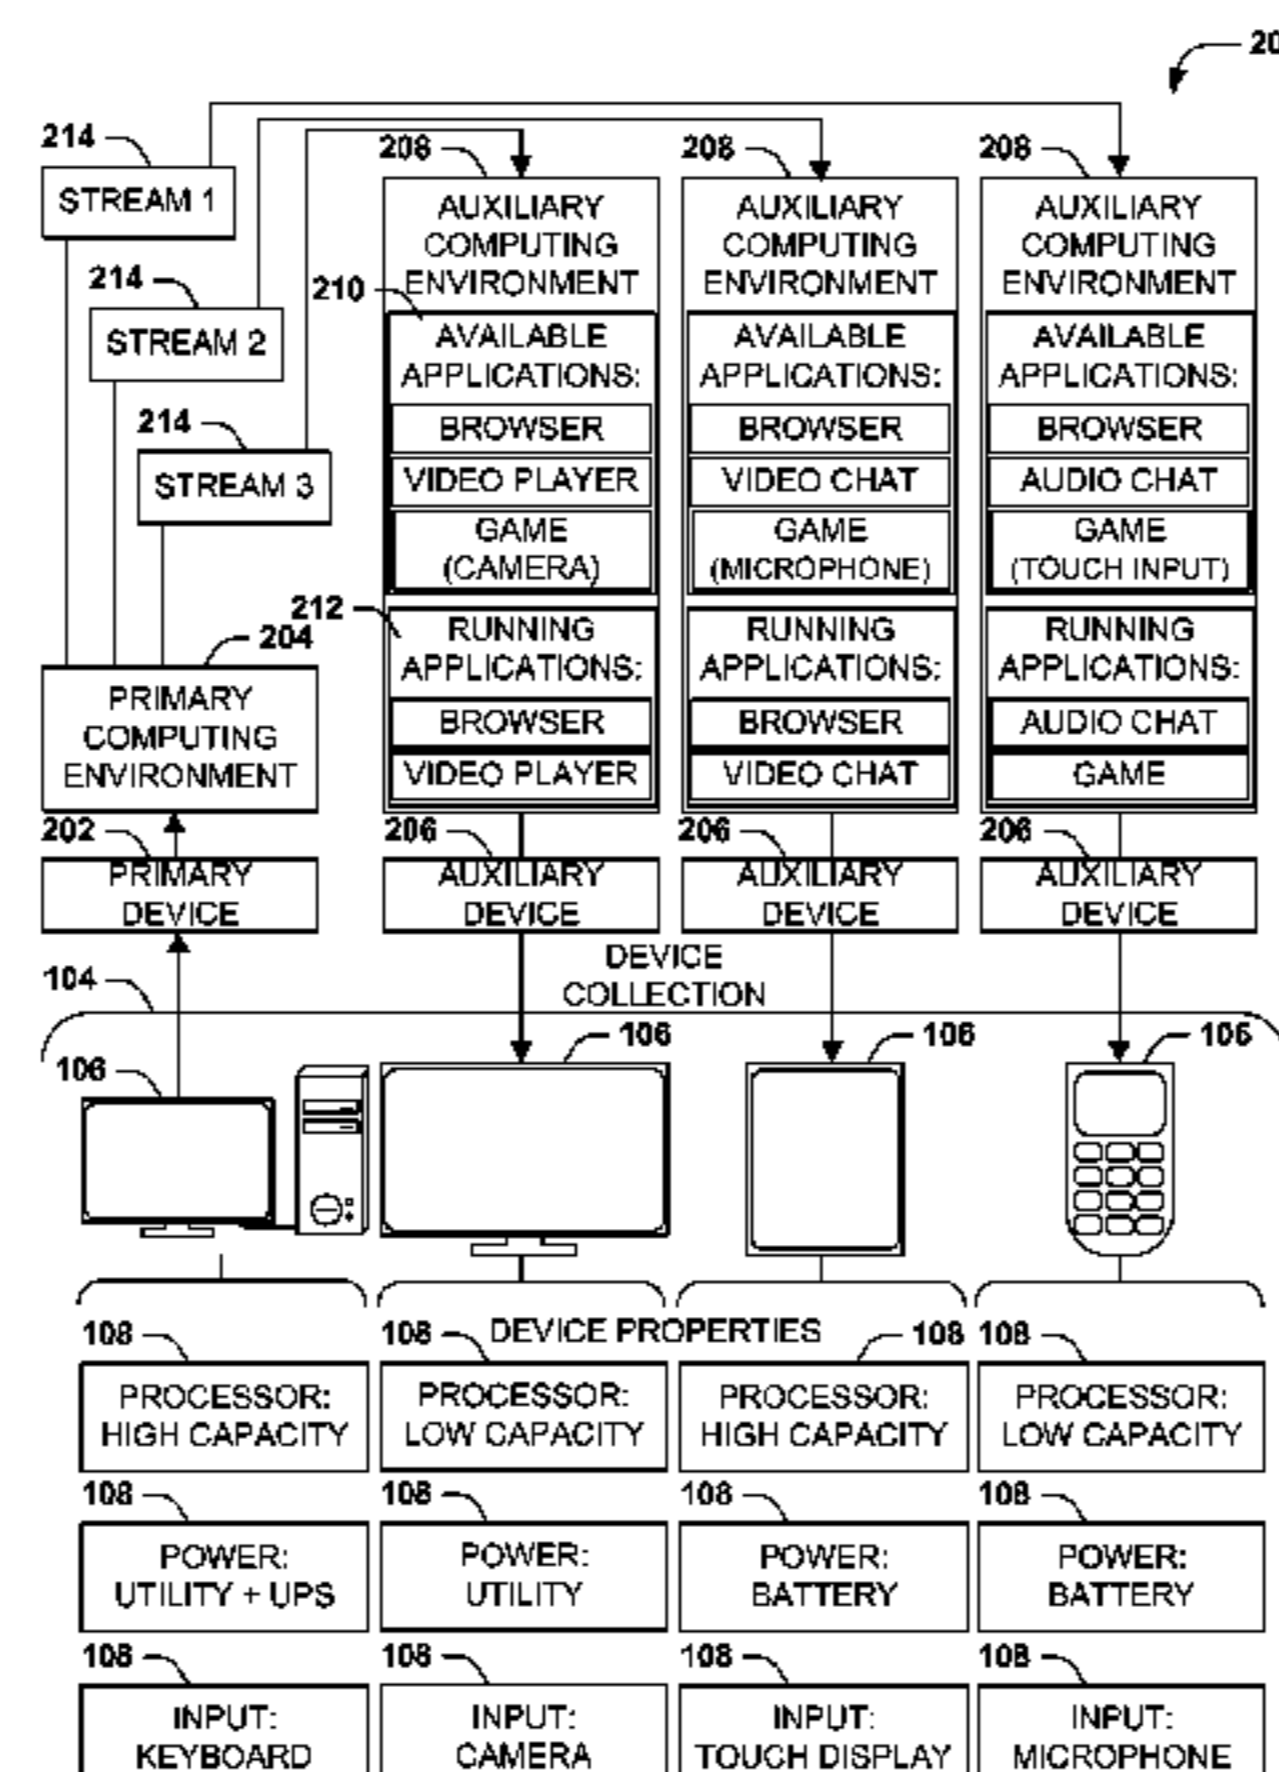 20
214
STREAM 1
214
STREAM 2
214
STREAM 3
204
PRIMARY
COMPUTING
ENVIRONMENT
202
PRIMARY
DEVICE
208
AUXILIARY
COMPUTING
ENVIRONMENT
210
AVAILABLE
APPLICATIONS:
BROWSER
VIDEO PLAYER
GAME
(CAMERA)
212
RUNNING
APPLICATIONS:
BROWSER
VIDEO PLAYER
206
AUXILIARY
DEVICE
208
AUXILIARY
COMPUTING
ENVIRONMENT
AVAILABLE
APPLICATIONS:
BROWSER
VIDEO CHAT
GAME
(MICROPHONE)
RUNNING
APPLICATIONS:
BROWSER
VIDEO CHAT
206
AUXILIARY
DEVICE
208
AUXILIARY
COMPUTING
ENVIRONMENT
AVAILABLE
APPLICATIONS:
BROWSER
AUDIO CHAT
GAME
(TOUCH INPUT)
RUNNING
APPLICATIONS:
AUDIO CHAT
GAME
206
AUXILIARY
DEVICE
DEVICE
COLLECTION
104
106
106
106
106
DEVICE PROPERTIES
108
PROCESSOR:
HIGH CAPACITY
108
PROCESSOR:
LOW CAPACITY
108
PROCESSOR:
HIGH CAPACITY
108
PROCESSOR:
LOW CAPACITY
108
POWER:
UTILITY + UPS
108
POWER:
UTILITY
108
POWER:
BATTERY
108
POWER:
BATTERY
108
INPUT:
KEYBOARD
108
INPUT:
CAMERA
108
INPUT:
TOUCH DISPLAY
108
INPUT:
MICROPHONE